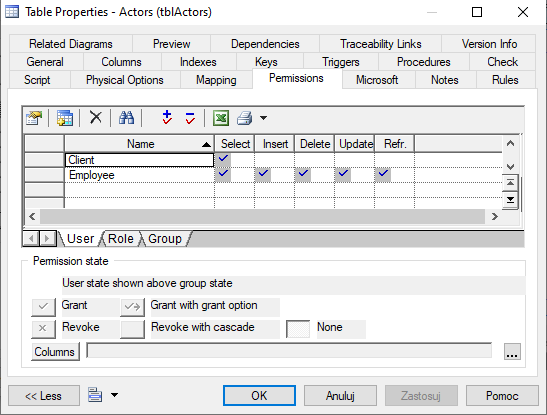 Table Properties - Actors (tblActors)
Related Diagrams Preview Dependencies Traceability Links Version Info
General Columns Indexes Keys Triggers Procedures Check
Script Physical Options Mapping Permissions Microsoft Notes Rules
Name Select Insert Delete Update Refr.
Client
Employee
User Role Group
Permission state
User state shown above group state
Grant Grant with grant option
Revoke Revoke with cascade None
Columns ...
<< Less OK Anuluj Zastosuj Pomoc